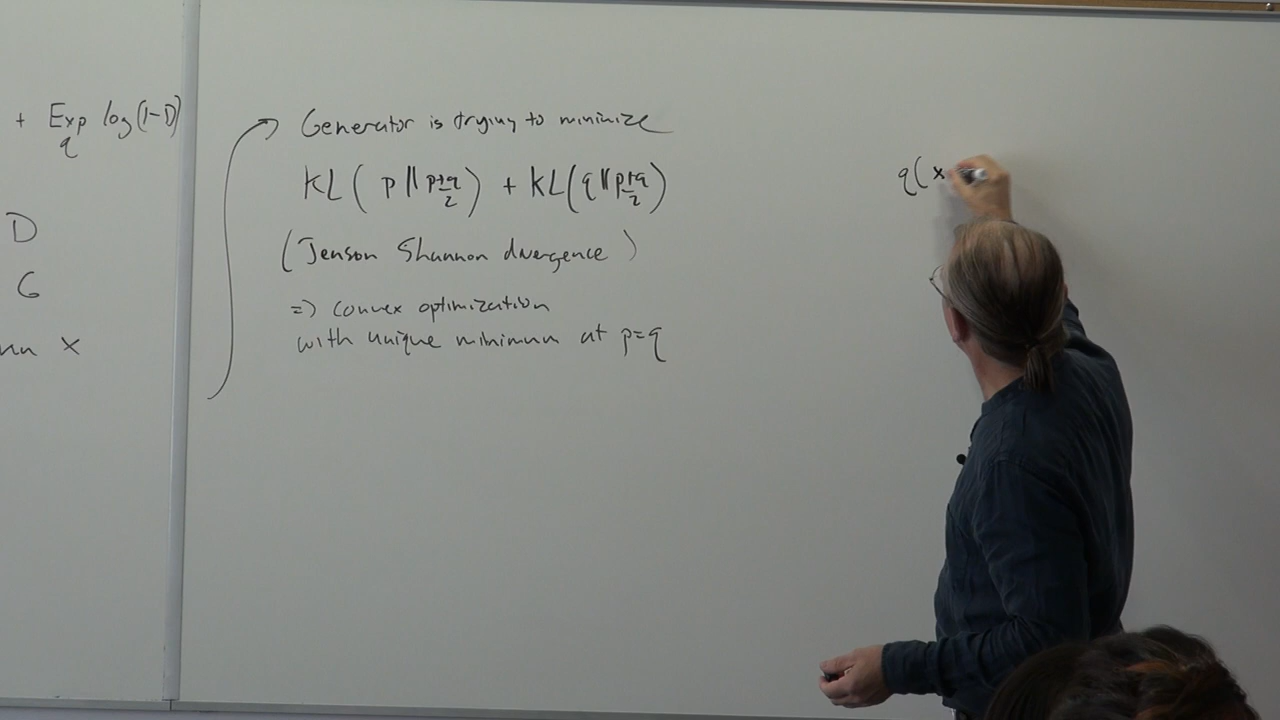 + Exp log(1-D)
q
D
G
x
Generator is trying to minimize
KL( p || p+q/2 ) + KL( q || p+q/2 )
(Jenson Shannon divergence )
=> convex optimization
with unique minimum at p=q
q(x